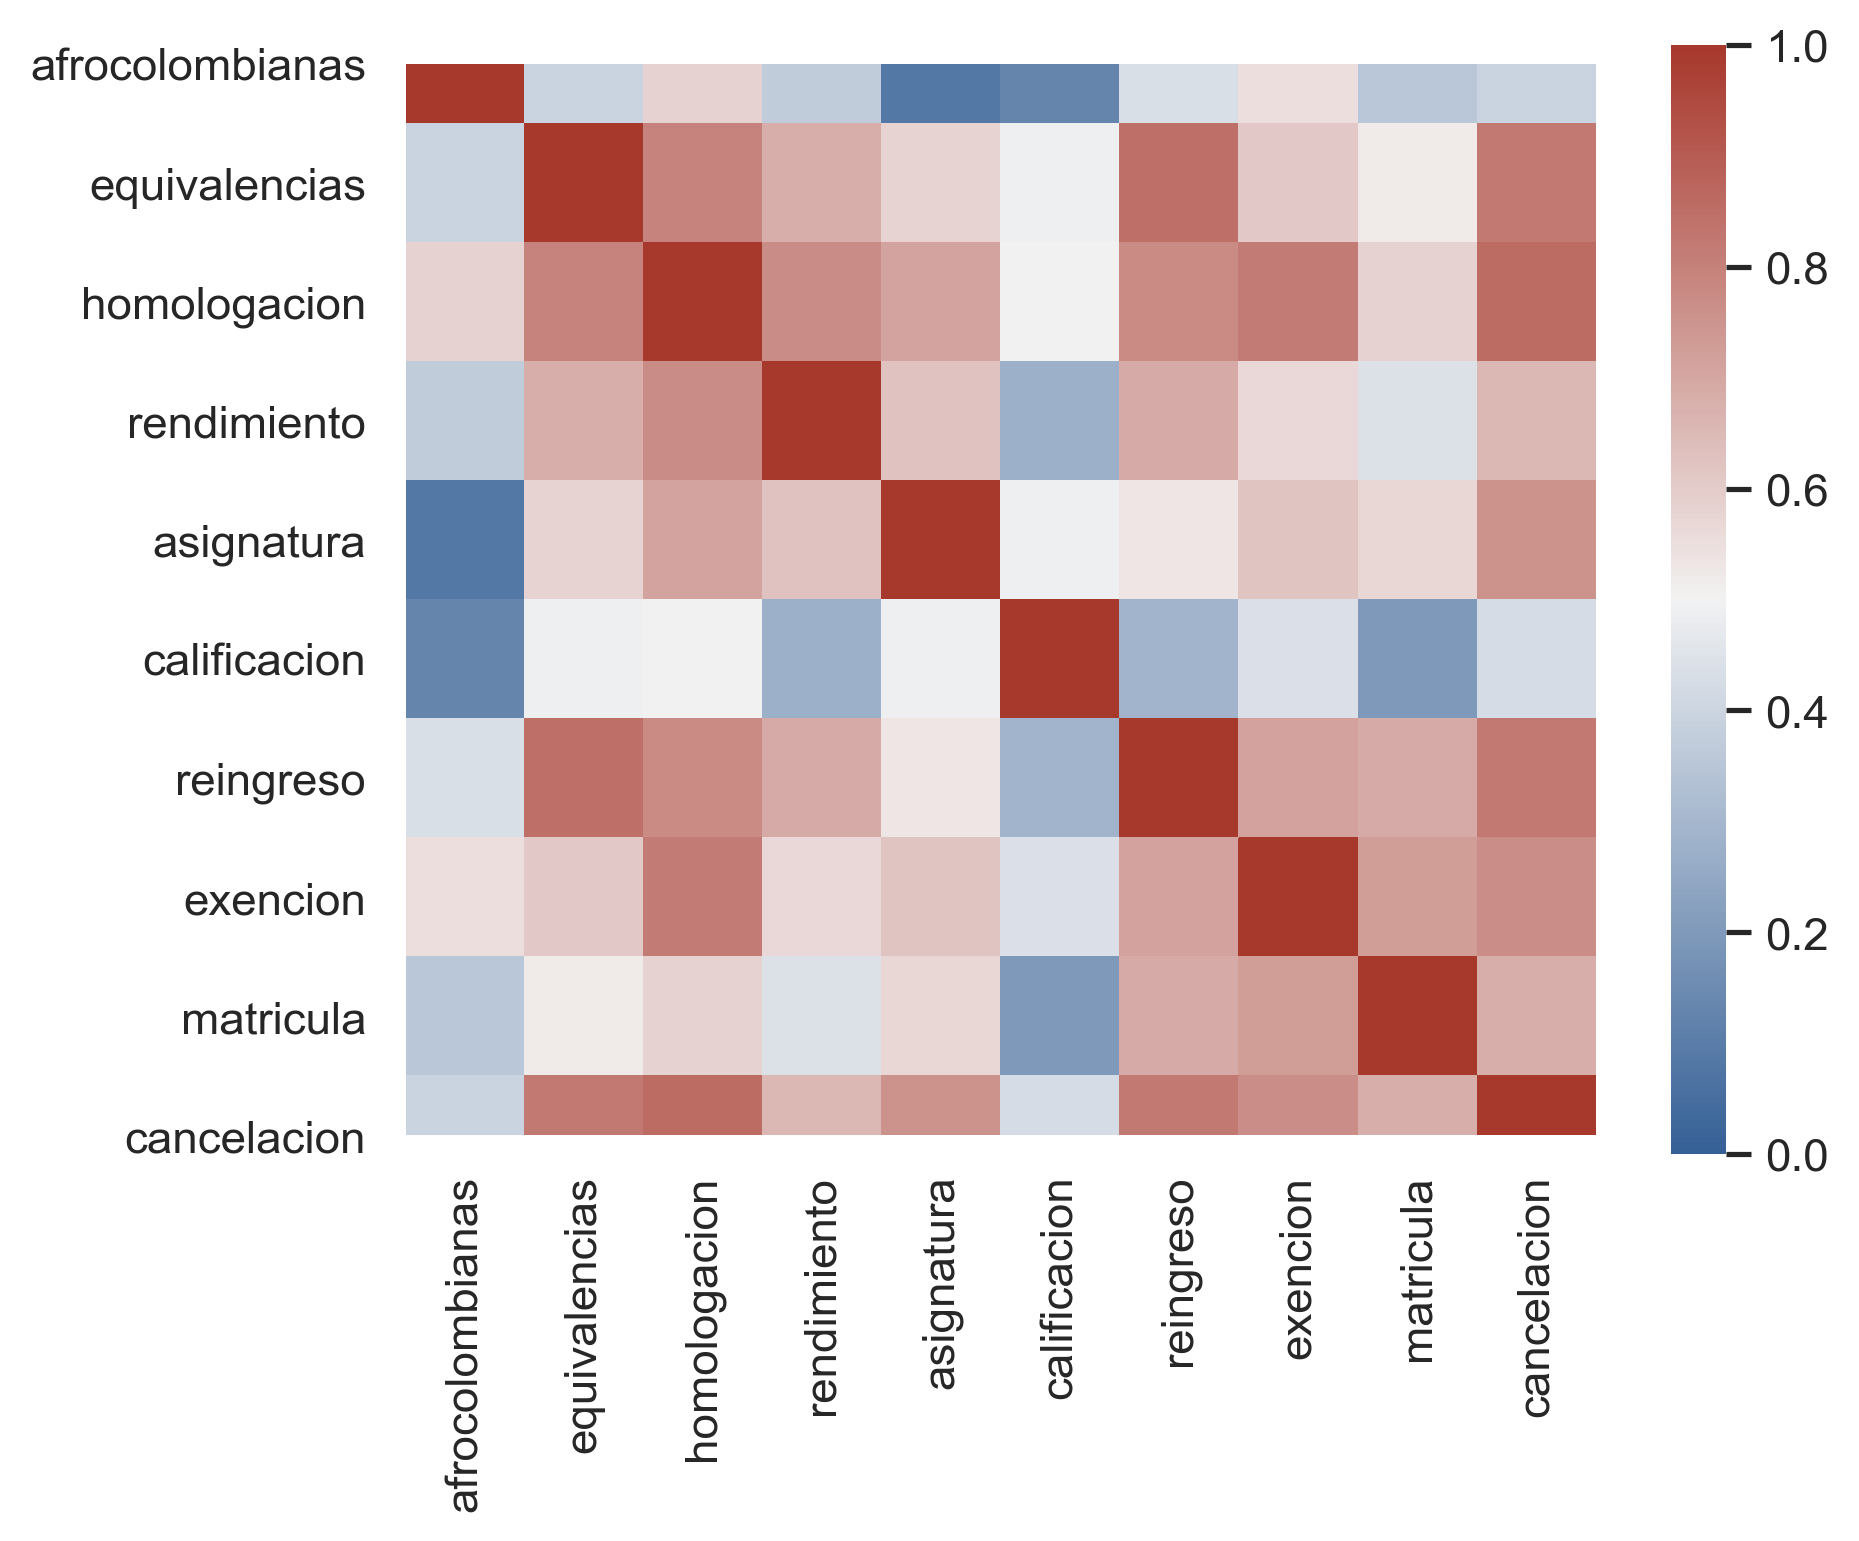 afrocolombianas
equivalencias
homologacion
rendimiento
asignatura
calificacion
reingreso
exencion
matricula
cancelacion
afrocolombianas
equivalencias
homologacion
rendimiento
asignatura
calificacion
reingreso
exencion
matricula
cancelacion
1.0
0.8
0.6
0.4
0.2
0.0